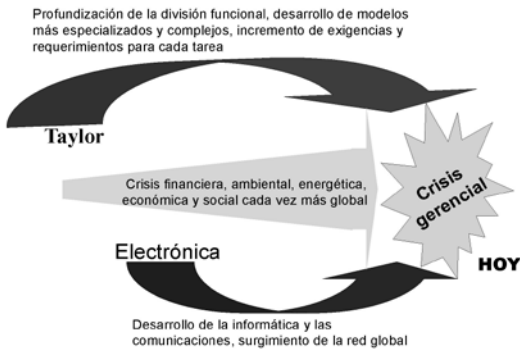 Profundización de la división funcional, desarrollo de modelos
más especializados y complejos, incremento de exigencias y
requerimientos para cada tarea
Taylor
Crisis financiera, ambiental, energética,
económica y social cada vez más global
Crisis
gerencial
Electrónica
HOY
Desarrollo de la informática y las
comunicaciones, surgimiento de la red global